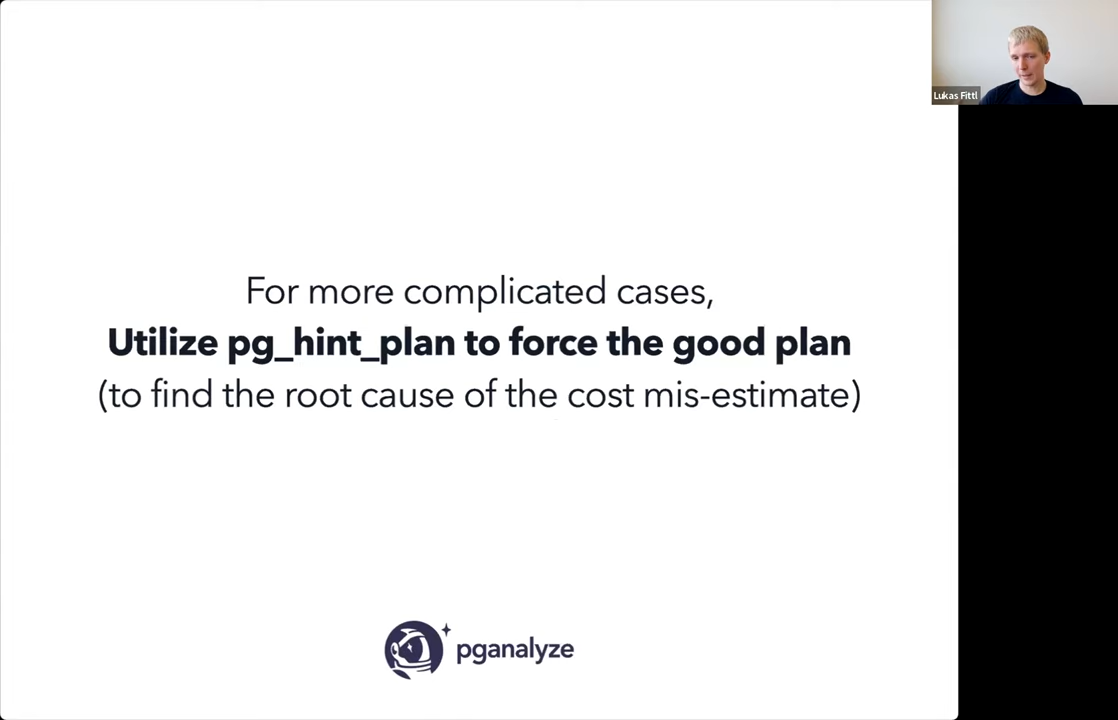 For more complicated cases,
Utilize pg_hint_plan to force the good plan
(to find the root cause of the cost mis-estimate)
pganalyze
Lukas Fittl